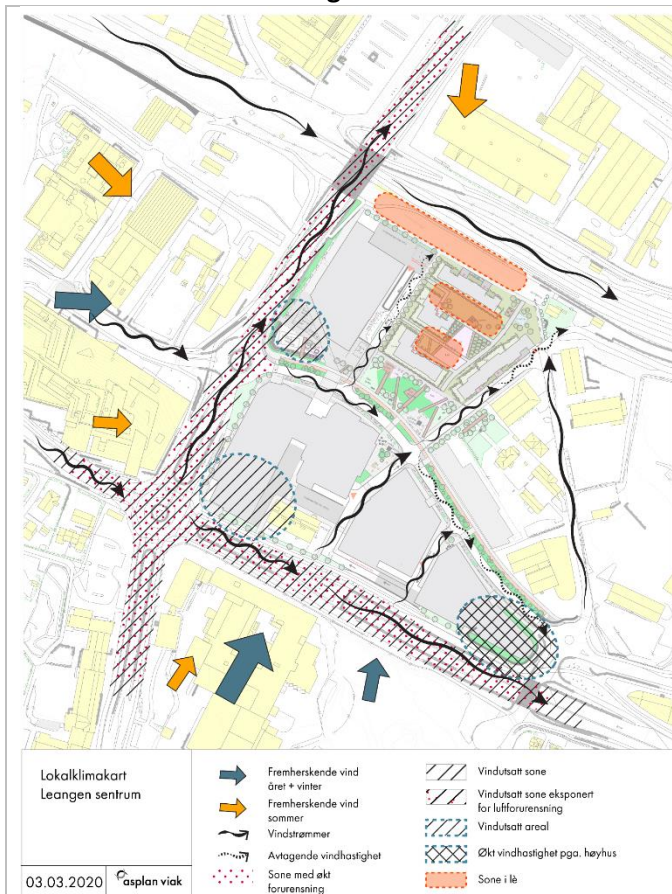 Lokalklimakart
Leangen sentrum
03.03.2020 asplan viak
Fremherskende vind
året + vinter
Fremherskende vind
sommer
Vindstrømmer
Avtagende vindhastighet
Sone med økt
forurensning
Vindutsatt sone
Vindutsatt sone eksponert
for luftforurensning
Vindutsatt areal
Økt vindhastighet pga. høyhus
Sone i lè